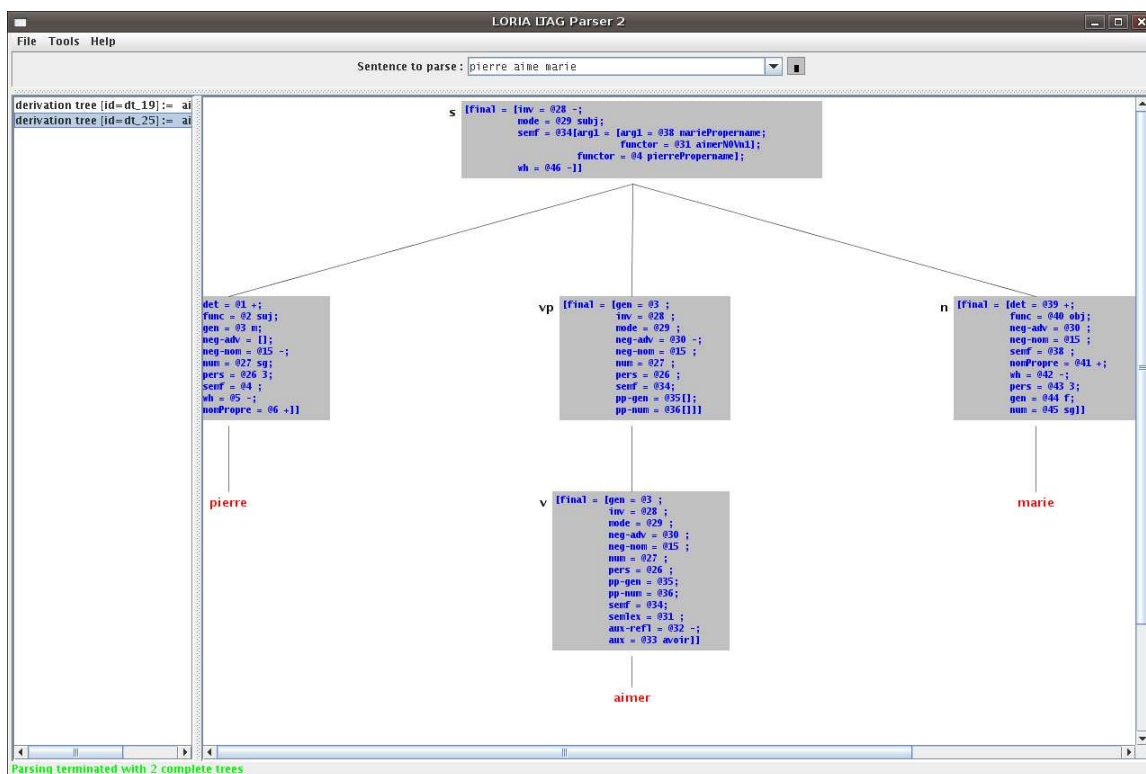 LORIA LTAG Parser 2
File Tools Help
Sentence to parse : pierre aime marie
derivation tree [id=dt_19] := ai
derivation tree [id=dt_25] := ai
s [final = [inv = @28 -;
mode = @29 subj;
semf = @34[arg1 = [arg1 = @38 mariePropername;
functor = @31 aimerN0Vn1];
functor = @4 pierrePropername];
wh = @46 -]]
det = @1 +;
func = @2 suj;
gen = @3 m;
neg-adv = [];
neg-nom = @15 -;
num = @27 sg;
pers = @26 3;
semf = @4 ;
wh = @5 -;
nomPropre = @6 +]]
pierre
vp [final = [gen = @3 ;
inv = @28 ;
mode = @29 ;
neg-adv = @30 -;
neg-nom = @15 ;
num = @27 ;
pers = @26 ;
semf = @34;
pp-gen = @35[];
pp-num = @36[]]]
v [final = [gen = @3 ;
inv = @28 ;
mode = @29 ;
neg-adv = @30 ;
neg-nom = @15 ;
num = @27 ;
pers = @26 ;
pp-gen = @35;
pp-num = @36;
semf = @34;
semlex = @31 ;
aux-refl = @32 -;
aux = @33 avoir]]
aimer
n [final = [det = @39 +;
func = @40 obj;
neg-adv = @30 ;
neg-nom = @15 ;
semf = @38 ;
nomPropre = @41 +;
wh = @42 -;
pers = @43 3;
gen = @44 f;
num = @45 sg]]
marie
Parsing terminated with 2 complete trees